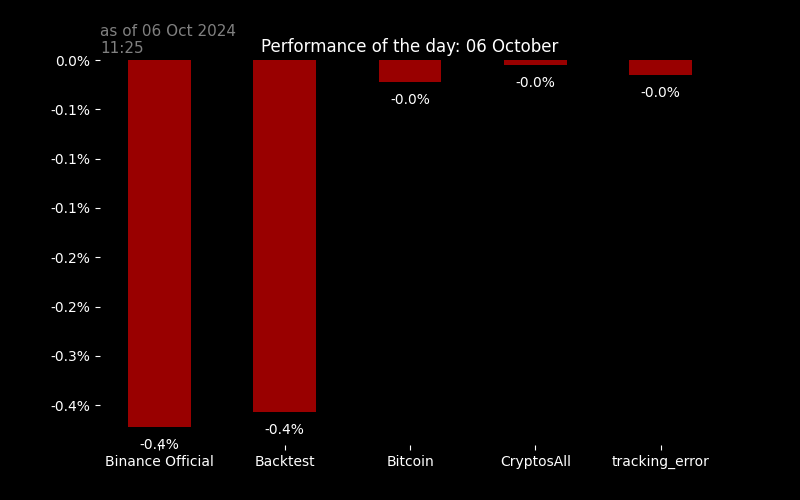 as of 06 Oct 2024
11:25
Performance of the day: 06 October
0.0%
-0.1%
-0.1%
-0.1%
-0.2%
-0.2%
-0.3%
-0.4%
-0.4%
-0.4%
-0.0%
-0.0%
-0.0%
Binance Official
Backtest
Bitcoin
CryptosAll
tracking_error